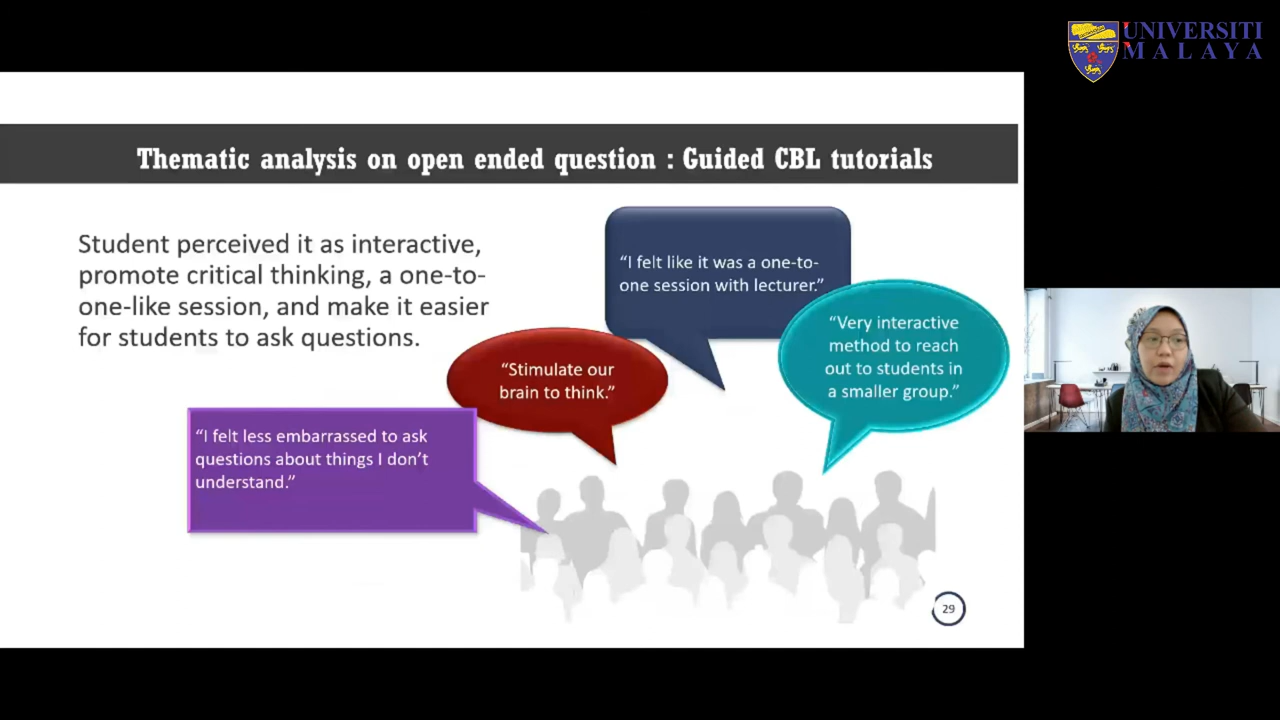 UNIVERSITI
MALAYA
Thematic analysis on open ended question : Guided CBL tutorials
Student perceived it as interactive,
promote critical thinking, a one-to-
one-like session, and make it easier
for students to ask questions.
“I felt like it was a one-to-
one session with lecturer.”
“Very interactive
method to reach
out to students in
a smaller group.”
“Stimulate our
brain to think.”
“I felt less embarrassed to ask
questions about things I don’t
understand.”
29